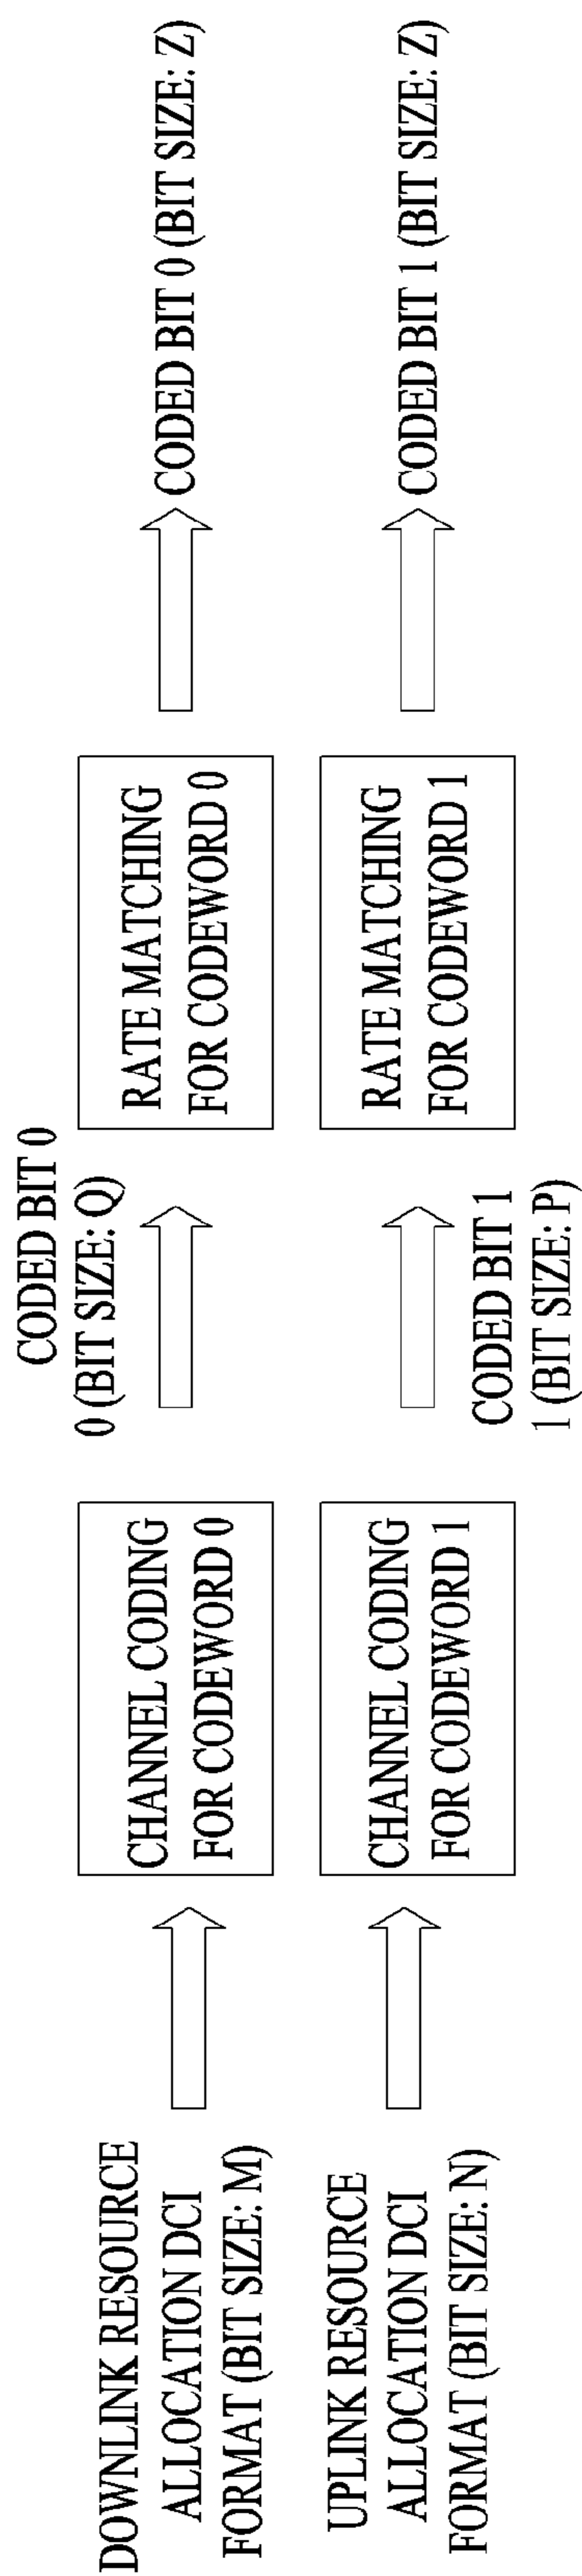 DOWNLINK RESOURCE
ALLOCATION DCI
FORMAT (BIT SIZE: M)
CHANNEL CODING
FOR CODEWORD 0
CODED BIT 0
0 (BIT SIZE: Q)
RATE MATCHING
FOR CODEWORD 0
CODED BIT 0 (BIT SIZE: Z)
UPLINK RESOURCE
ALLOCATION DCI
FORMAT (BIT SIZE: N)
CHANNEL CODING
FOR CODEWORD 1
CODED BIT 1
1 (BIT SIZE: P)
RATE MATCHING
FOR CODEWORD 1
CODED BIT 1 (BIT SIZE: Z)